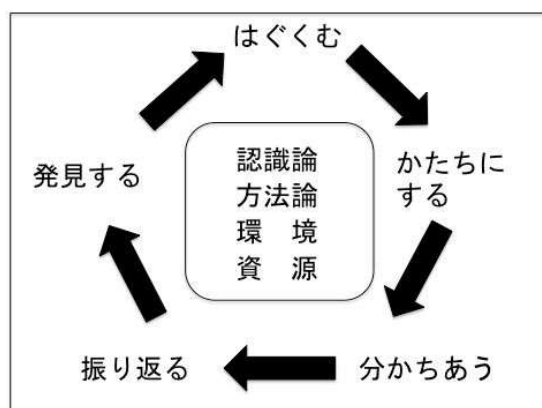 はぐくむ
かたちに
する
分かちあう
振り返る
発見する
認識論
方法論
環　境
資　源